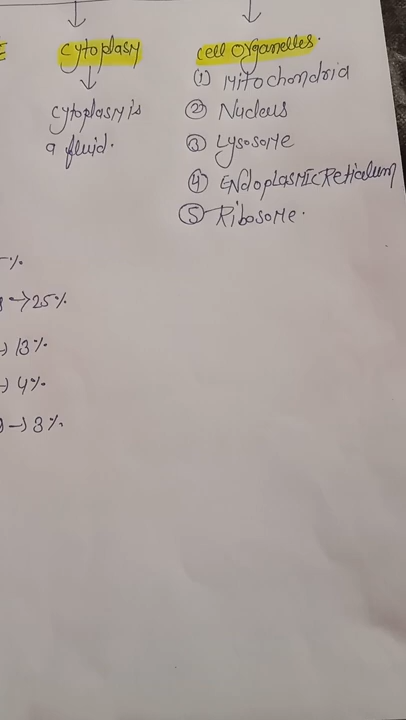 Cytoplasm
Cytoplasm is
a fluid.
Cell organelles.
① Mitochondria
② Nucleus
③ Lysosome
④ Endoplasmic Reticalum
⑤ Ribosome.
%
→ 25%
→ 13%
→ 4%
→ 3%